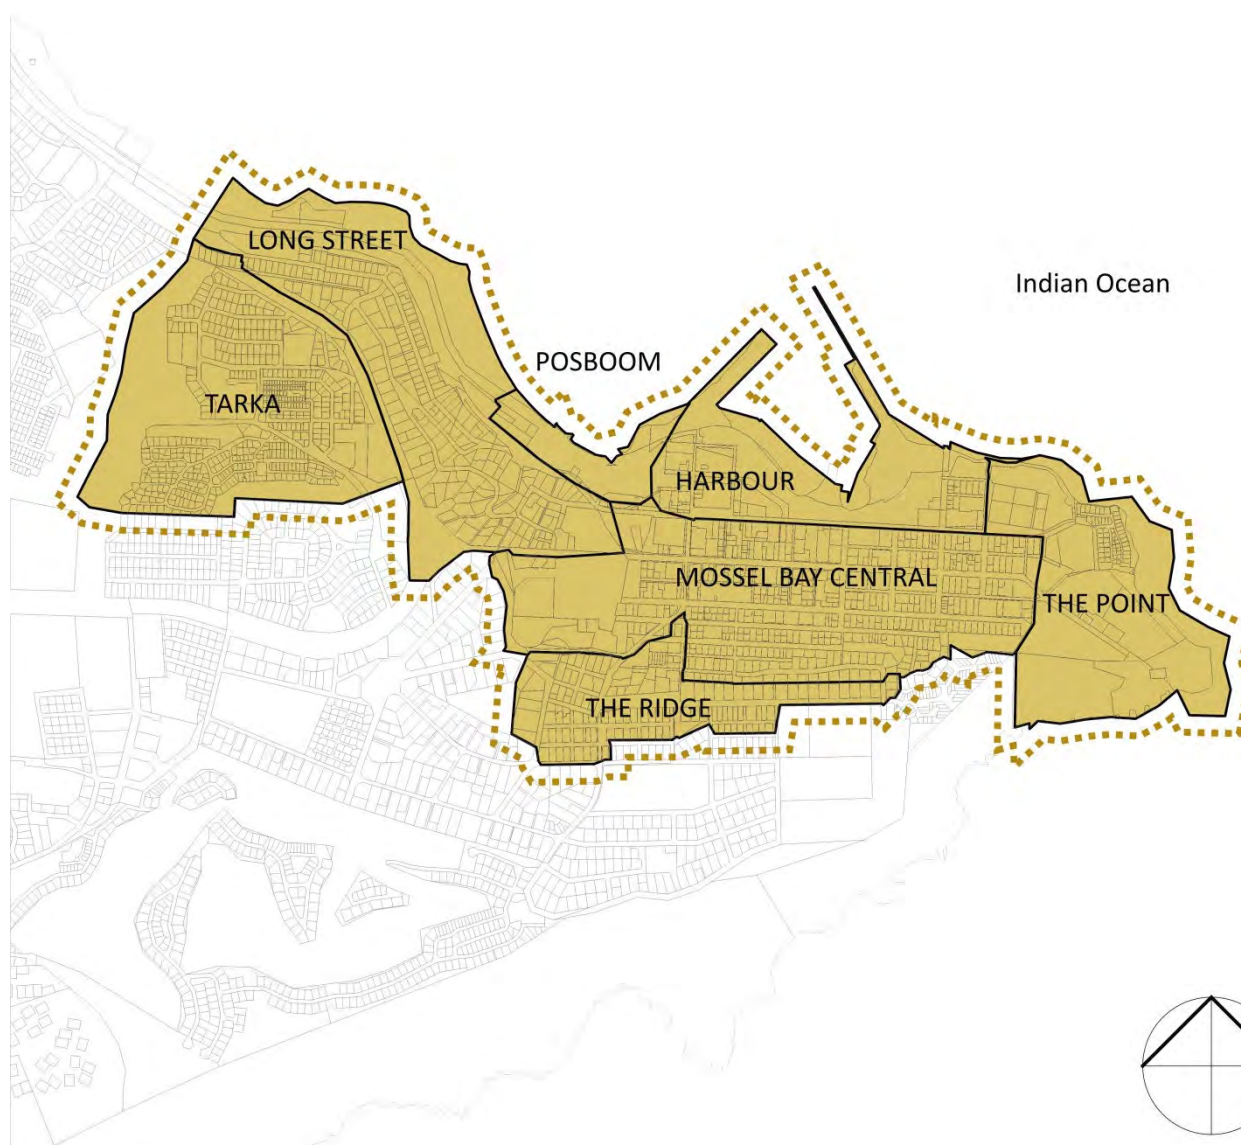 LONG STREET
Indian Ocean
POSBOOM
TARKA
HARBOUR
MOSSEL BAY CENTRAL
THE POINT
THE RIDGE